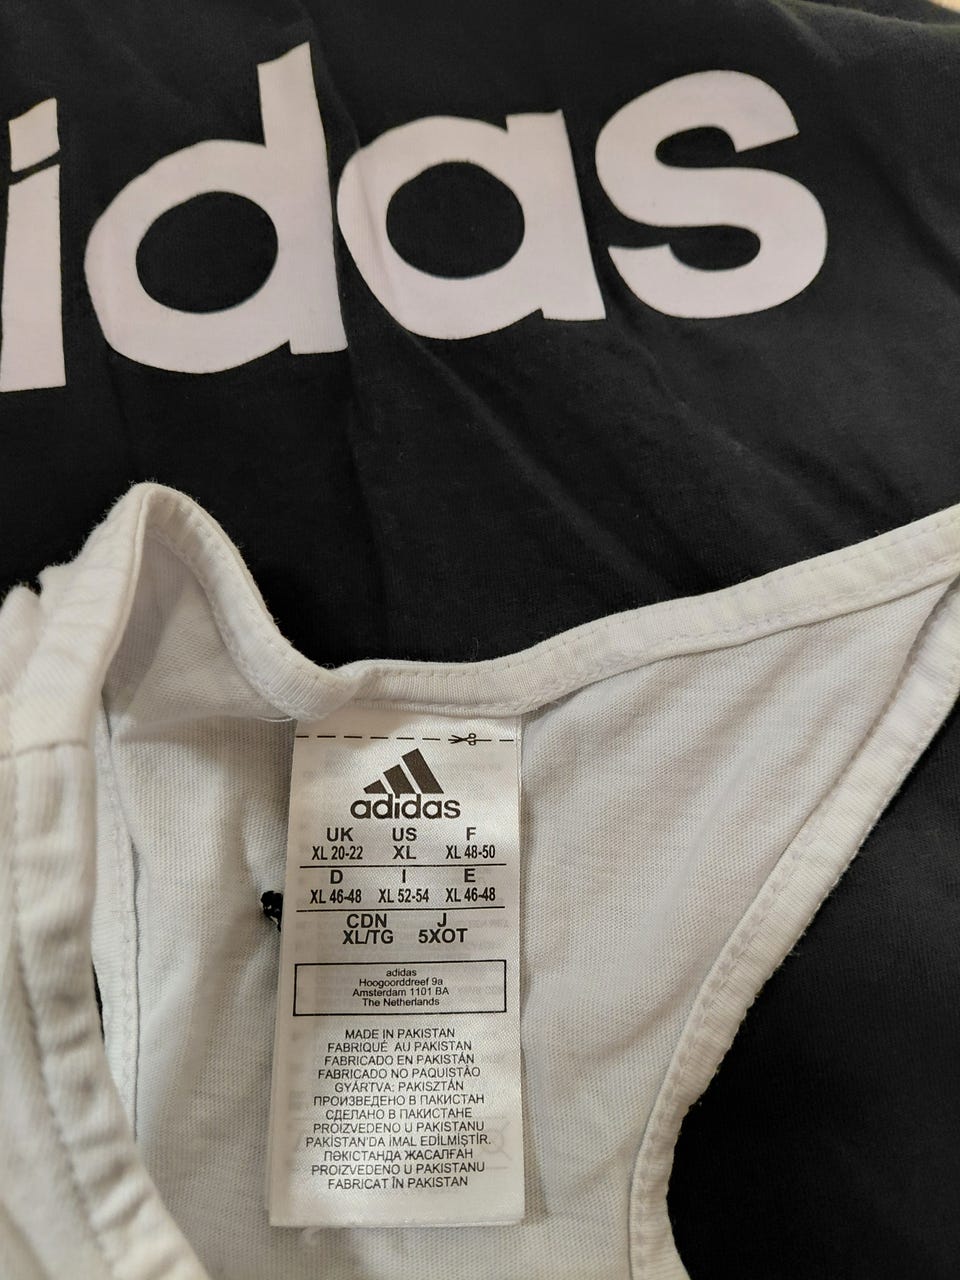 idas
adidas
UK US F
XL 20-22 XL XL 48-50
D I E
XL 46-48 XL 52-54 XL 46-48
CDN J
XL/TG 5XOT
adidas
Hoogoorddreef 9a
Amsterdam 1101 BA
The Netherlands
MADE IN PAKISTAN
FABRIQUÉ AU PAKISTAN
FABRICADO EN PAKISTÁN
FABRICADO NO PAQUISTÃO
GYÁRTVA: PAKISZTÁN
ПРОИЗВЕДЕНО В ПАКИСТАН
СДЕЛАНО В ПАКИСТАНЕ
PROIZVEDENO U PAKISTANU
PAKİSTAN'DA İMAL EDİLMİŞTİR.
ПӘКІСТАНДА ЖАСАЛҒАН
PROIZVEDENO U PAKISTANU
FABRICAT ÎN PAKISTAN